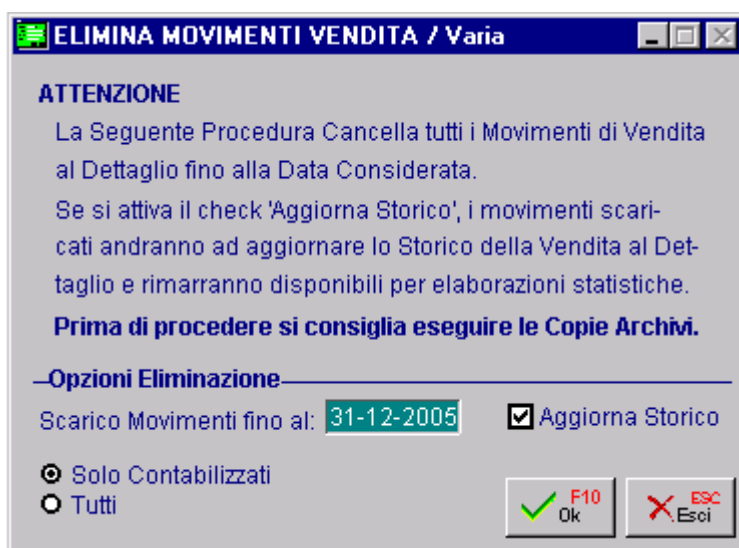 ELIMINA MOVIMENTI VENDITA / Varia
ATTENZIONE
La Seguente Procedura Cancella tutti i Movimenti di Vendita
al Dettaglio fino alla Data Considerata.
Se si attiva il check 'Aggiorna Storico', i movimenti scari-
cati andranno ad aggiornare lo Storico della Vendita al Det-
taglio e rimarranno disponibili per elaborazioni statistiche.
Prima di procedere si consiglia eseguire le Copie Archivi.
Opzioni Eliminazione
Scarico Movimenti fino al: 31-12-2005 Aggiorna Storico
Solo Contabilizzati
Tutti
F10 Ok
ESC Esci